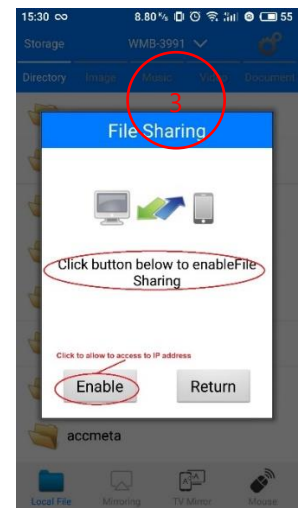 15:30 8.80 ᴷ/s 55
Storage WMB-3991
Directory Image Music Video Document
3
File Sharing
Click button below to enableFile
Sharing
Click to allow to access to IP address
Enable Return
accmeta
Local File Mirroring TV Mirror Mouse